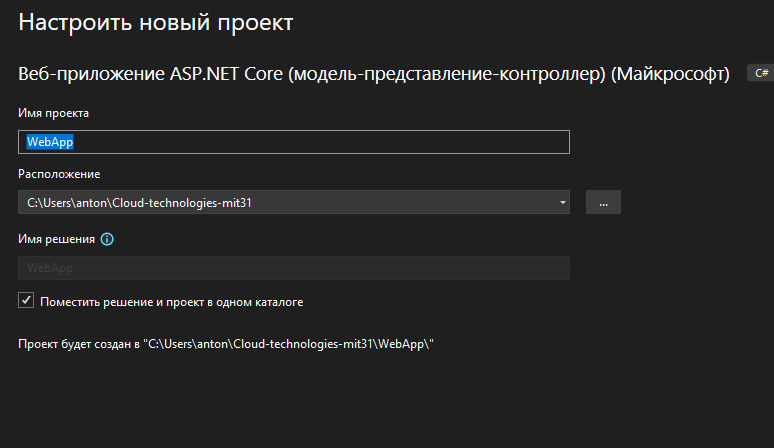 Настроить новый проект
Веб-приложение ASP.NET Core (модель-представление-контроллер) (Майкрософт) C#
Имя проекта
WebApp
Расположение
C:\Users\anton\Cloud-technologies-mit31
...
Имя решения
WebApp
Поместить решение и проект в одном каталоге
Проект будет создан в "C:\Users\anton\Cloud-technologies-mit31\WebApp\"